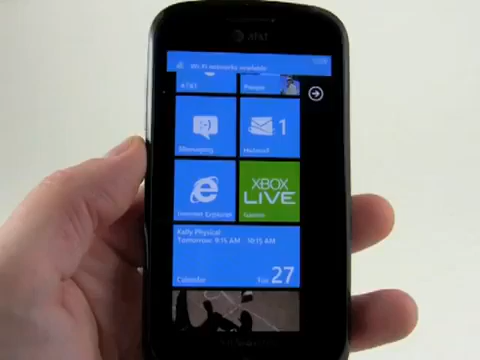 at&t
Wi-Fi networks available
AT&T
People
Messaging
1
Hotmail
Internet Explorer
XBOX
LIVE
Games
Kelly Physical
Tomorrow: 9:15 AM - 10:15 AM
Calendar
Tue 27